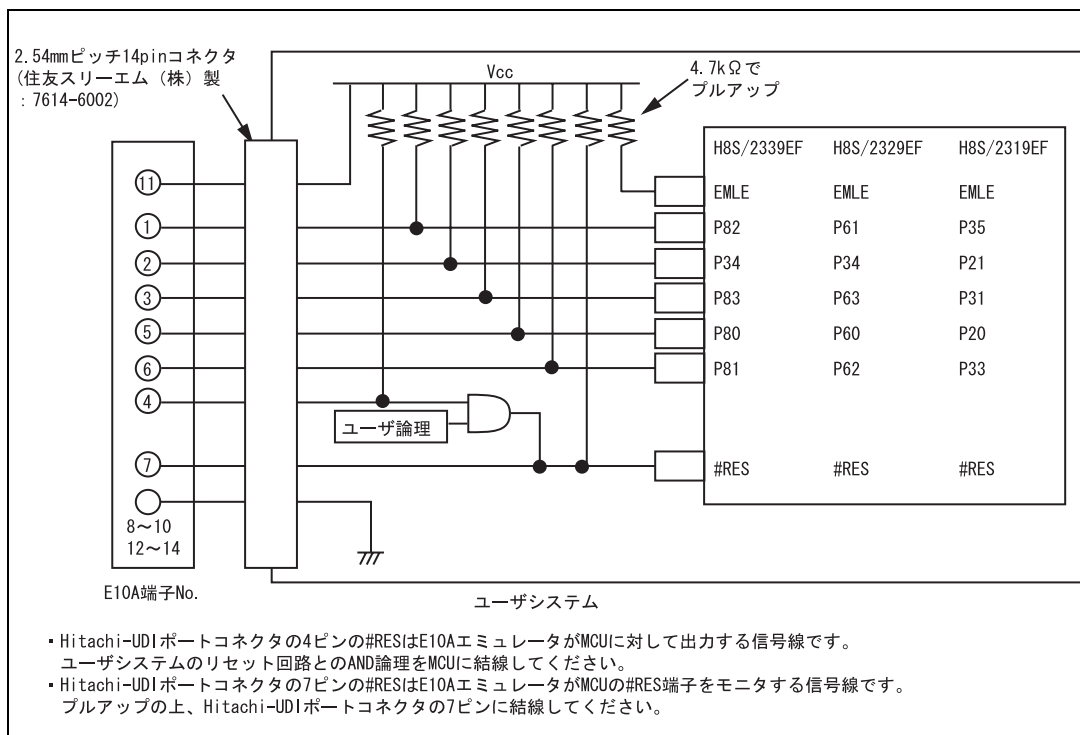 2.54mmピッチ14pinコネクタ
(住友スリーエム（株）製
: 7614-6002)
Vcc
4.7kΩで
プルアップ
H8S/2339EF H8S/2329EF H8S/2319EF
11
EMLE EMLE EMLE
1
P82 P61 P35
2
P34 P34 P21
3
P83 P63 P31
5
P80 P60 P20
6
P81 P62 P33
4
ユーザ論理
7
#RES #RES #RES
8～10
12～14
E10A端子No.
ユーザシステム
・Hitachi-UDIポートコネクタの4ピンの#RESはE10AエミュレータがMCUに対して出力する信号線です。
ユーザシステムのリセット回路とのAND論理をMCUに結線してください。
・Hitachi-UDIポートコネクタの7ピンの#RESはE10AエミュレータがMCUの#RES端子をモニタする信号線です。
プルアップの上、Hitachi-UDIポートコネクタの7ピンに結線してください。